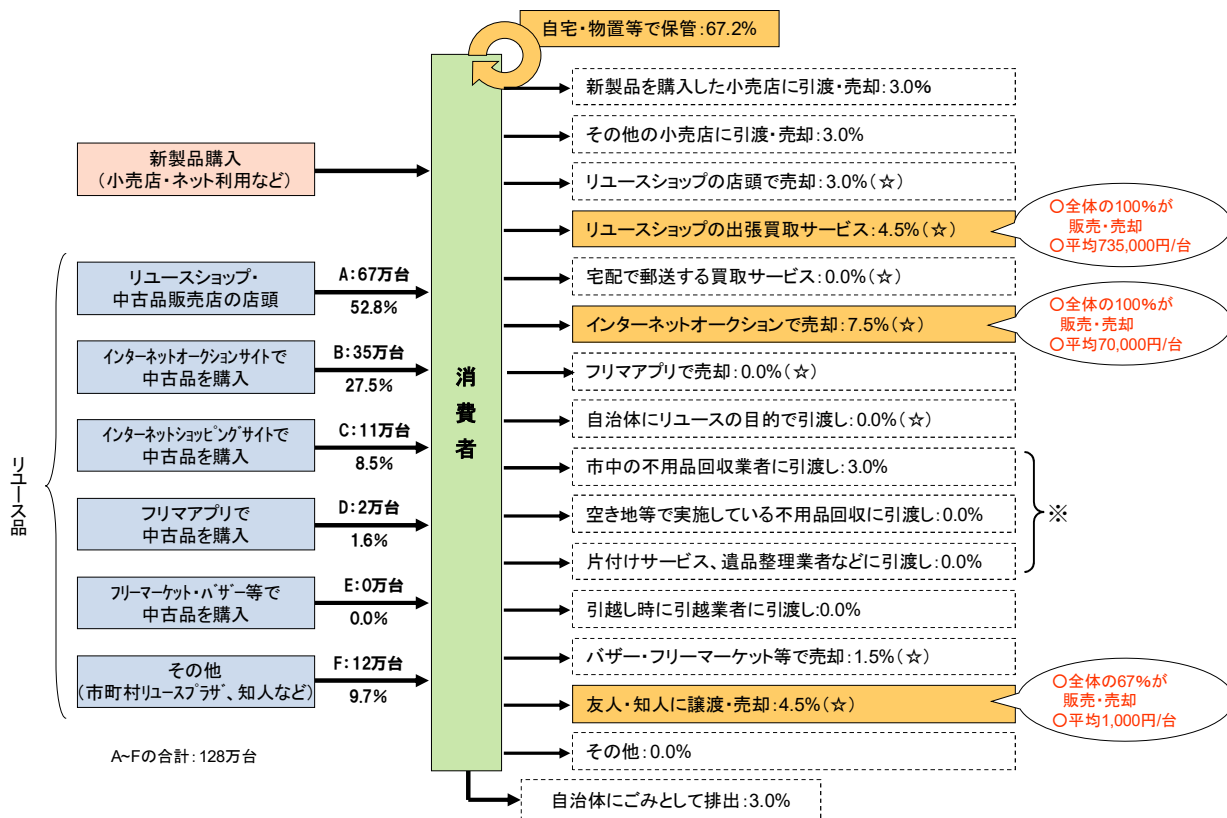 自宅・物置等で保管:67.2%
新製品を購入した小売店に引渡・売却:3.0%
その他の小売店に引渡・売却:3.0%
新製品購入
(小売店・ネット利用など)
リユースショップの店頭で売却:3.0%(☆)
リユースショップの出張買取サービス:4.5%(☆)
○全体の100%が
販売・売却
○平均735,000円/台
リユース品
リユースショップ・
中古品販売店の店頭
A:67万台
52.8%
宅配で郵送する買取サービス:0.0%(☆)
インターネットオークションで売却:7.5%(☆)
○全体の100%が
販売・売却
○平均70,000円/台
インターネットオークションサイトで
中古品を購入
B:35万台
27.5%
消費者
フリマアプリで売却:0.0%(☆)
自治体にリユースの目的で引渡し:0.0%(☆)
インターネットショッピングサイトで
中古品を購入
C:11万台
8.5%
市中の不用品回収業者に引渡し:3.0%
空き地等で実施している不用品回収に引渡し:0.0%
※
フリマアプリで
中古品を購入
D:2万台
1.6%
片付けサービス、遺品整理業者などに引渡し:0.0%
フリーマーケット・バザー等で
中古品を購入
E:0万台
0.0%
引越し時に引越業者に引渡し:0.0%
バザー・フリーマーケット等で売却:1.5%(☆)
その他
(市町村リユースプラザ、知人など)
F:12万台
9.7%
友人・知人に譲渡・売却:4.5%(☆)
○全体の67%が
販売・売却
○平均1,000円/台
その他:0.0%
A~Fの合計:128万台
自治体にごみとして排出:3.0%